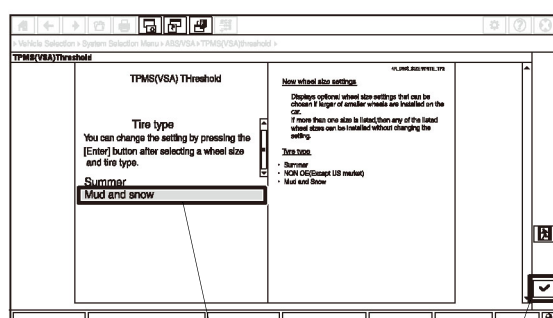 Vehicle Selection > System Selection Menu > ABS/VSA > TPMS(VSA)threshold >
TPMS(VSA)Threshold
TPMS(VSA) THreshold
Tire type
You can change the setting by pressing the
[Enter] button after selecting a wheel size
and tire type.
Summer
Mud and snow
New wheel size settings
Displays optional wheel size settings that can be
chosen if larger of smaller wheels are installed on the
car.
If more than one size is listed,then any of the listed
wheel sizes can be installed without changing the
setting.
Tyre type
· Summer
· NON OE(Except US market)
· Mud and Snow